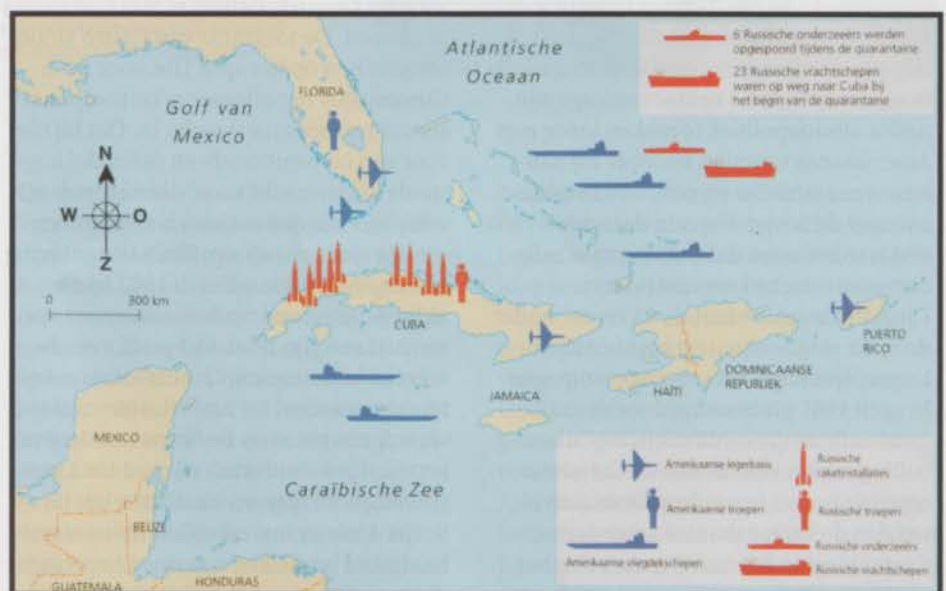 Atlantische
Oceaan
6 Russische onderzeeërs werden
opgespoord tijdens de quarantaine
23 Russische vrachtschepen
waren op weg naar Cuba bij
het begin van de quarantaine
FLORIDA
Golf van
Mexico
N
W O
Z
0 300 km
CUBA
PUERTO
RICO
DOMINICAANSE
REPUBLIEK
HAÏTI
JAMAICA
MEXICO
Caraïbische Zee
BELIZE
GUATEMALA
HONDURAS
Amerikaanse legerbasis
Russische
raketinstallaties
Amerikaanse troepen
Russische troepen
Russische onderzeeërs
Amerikaanse vliegdekschepen
Russische vrachtschepen